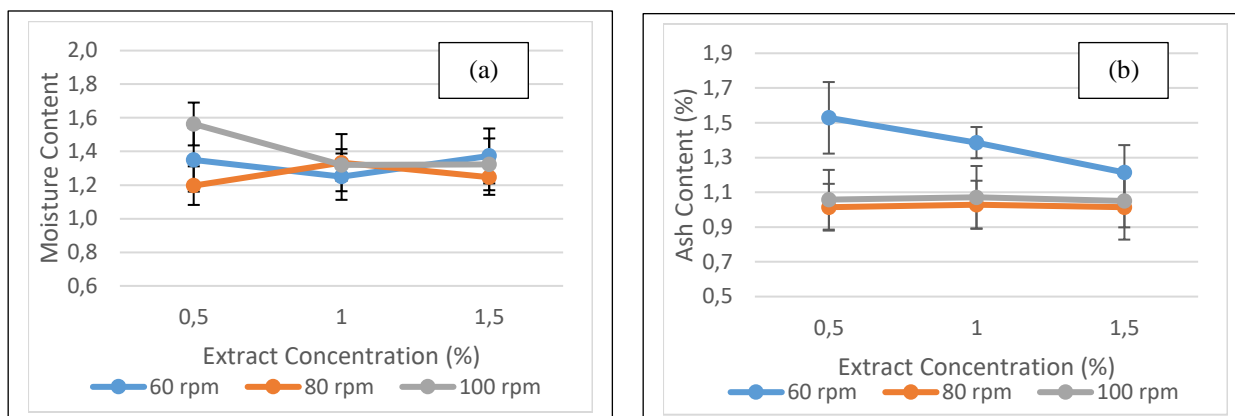 (a)
Moisture Content
2,0
1,8
1,6
1,4
1,2
1,0
0,8
0,6
0,5 1 1,5
Extract Concentration (%)
60 rpm 80 rpm 100 rpm
(b)
Ash Content (%)
1,9
1,7
1,5
1,3
1,1
0,9
0,7
0,5
0,5 1 1,5
Extract Concentration (%)
60 rpm 80 rpm 100 rpm